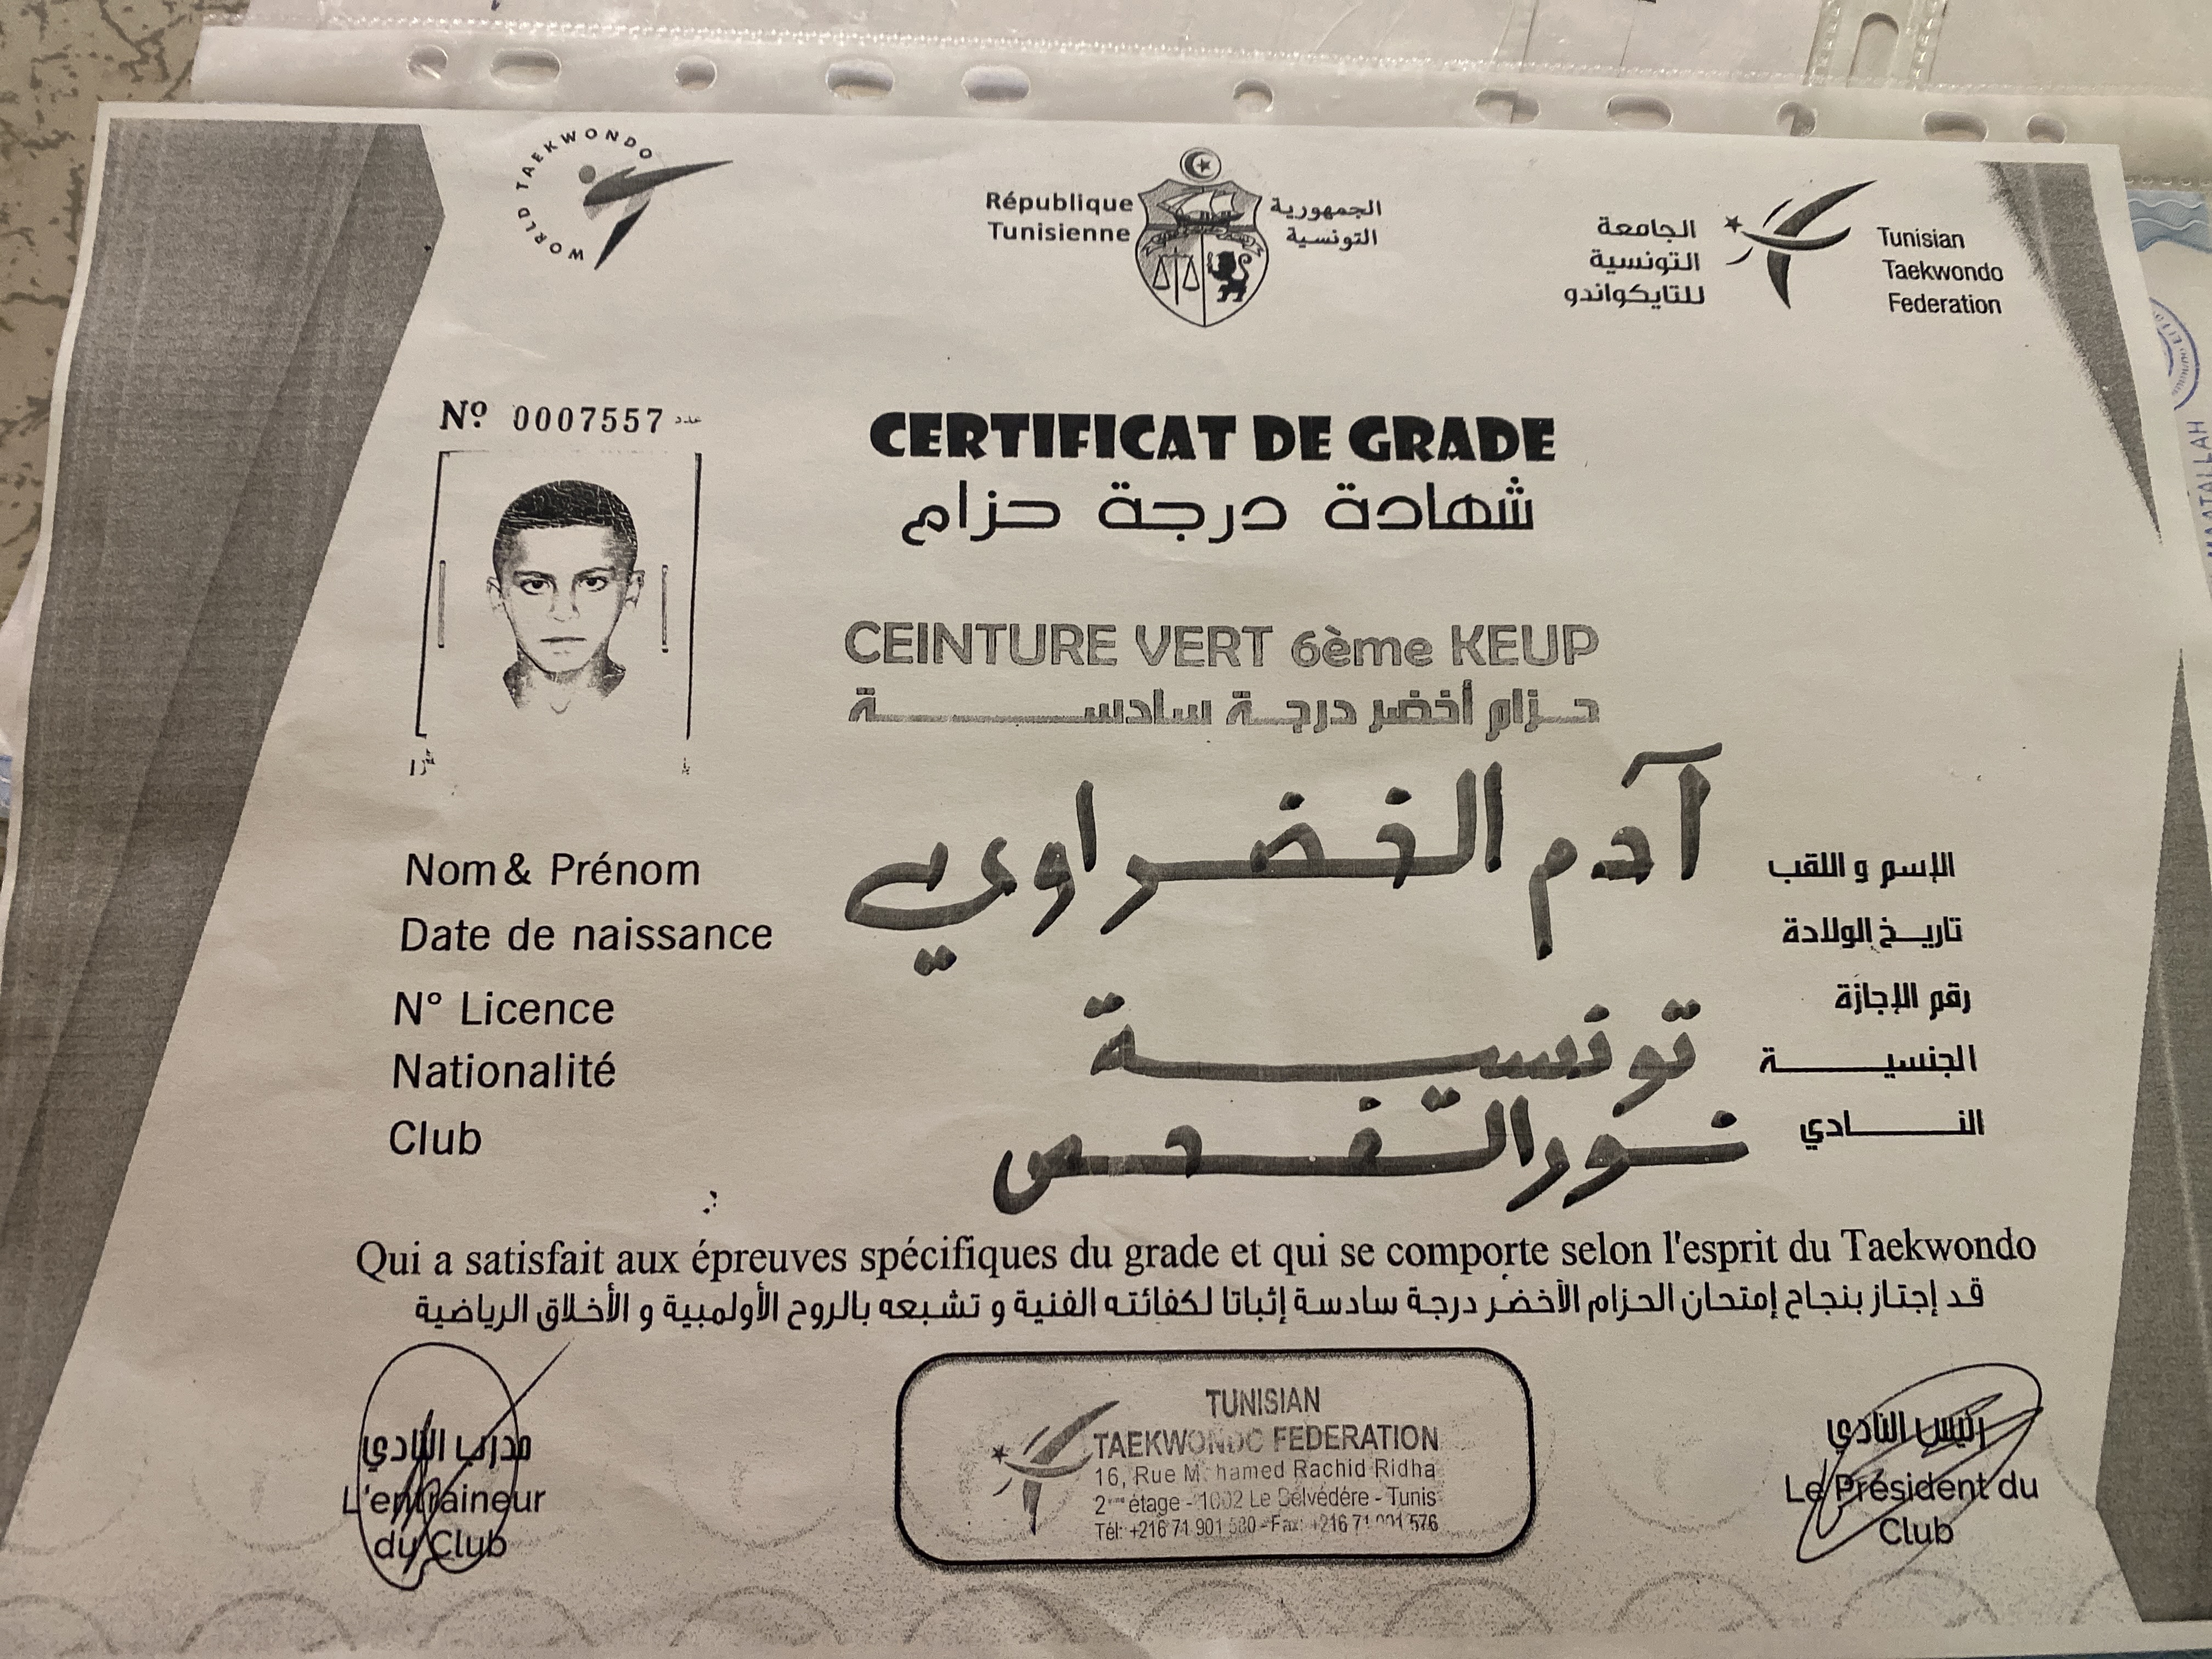 WORLD TAEKWONDO
République
Tunisienne
الجمهورية
التونسية
الجامعة
التونسية
للتايكواندو
Tunisian
Taekwondo
Federation
Nº 0007557 عدد
CERTIFICAT DE GRADE
شهادة درجة حزام
CEINTURE VERT 6ème KEUP
حزام أخضر درجة سادسة
Nom & Prénom آدم الخضراوي الإسم و اللقب
Date de naissance تاريخ الولادة
N° Licence رقم الإجازة
Nationalité تونسية الجنسية
Club نور الفحص النادي
Qui a satisfait aux épreuves spécifiques du grade et qui se comporte selon l'esprit du Taekwondo
قد إجتاز بنجاح إمتحان الحزام الأخضر درجة سادسة إثباتا لكفائته الفنية و تشبعه بالروح الأولمبية و الأخلاق الرياضية
مدرب النادي
L'entraineur
du Club
TUNISIAN
TAEKWONDO FEDERATION
16, Rue Mohamed Rachid Ridha
2ème étage - 1002 Le Belvédére - Tunis
Tél: +216 71 901 580 - Fax: +216 71 901 576
رئيس النادي
Le Président du
Club
MAATALLAH